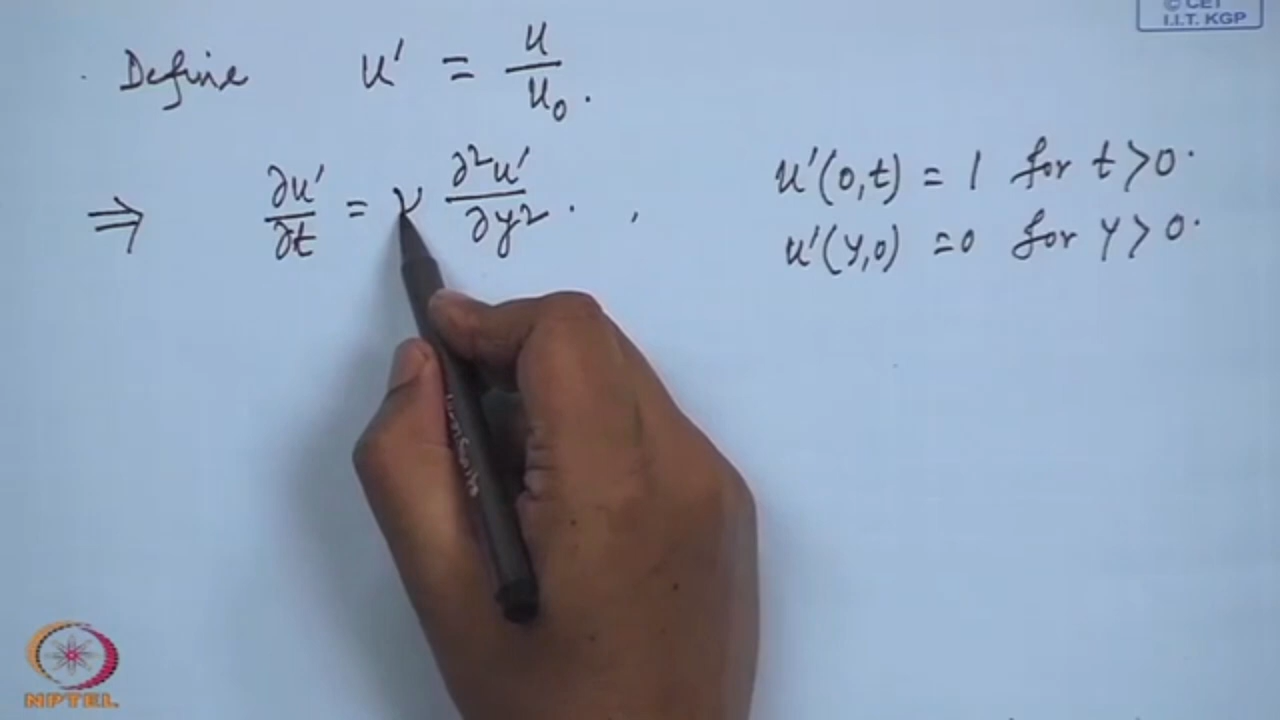 © CET
I.I.T. KGP
Define u' = u/u₀.
⇒ ∂u'/∂t = ν ∂²u'/∂y². ,
u'(0,t) = 1 for t>0.
u'(y,0) = 0 for y>0.
NPTEL